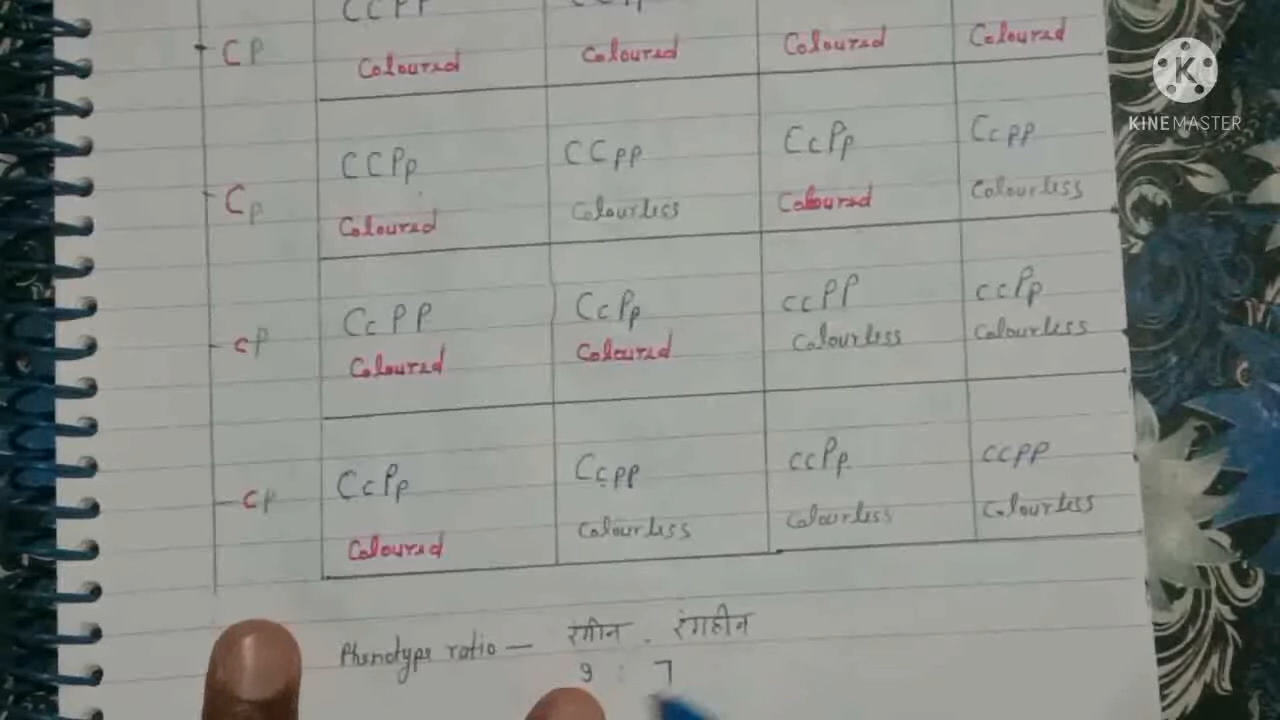 CCPP
CP Coloured Coloured Coloured Coloured
CCPp CCpp CcPp Ccpp
Cp Coloured Colourless Coloured Colourless
CcPP CcPp ccPP ccPp
cP Coloured Coloured Colourless Colourless
CcPp Ccpp ccPp ccpp
cp Coloured Colourless Colourless Colourless
Phenotype ratio — रंगीन . रंगहीन
9 : 7
KINEMASTER